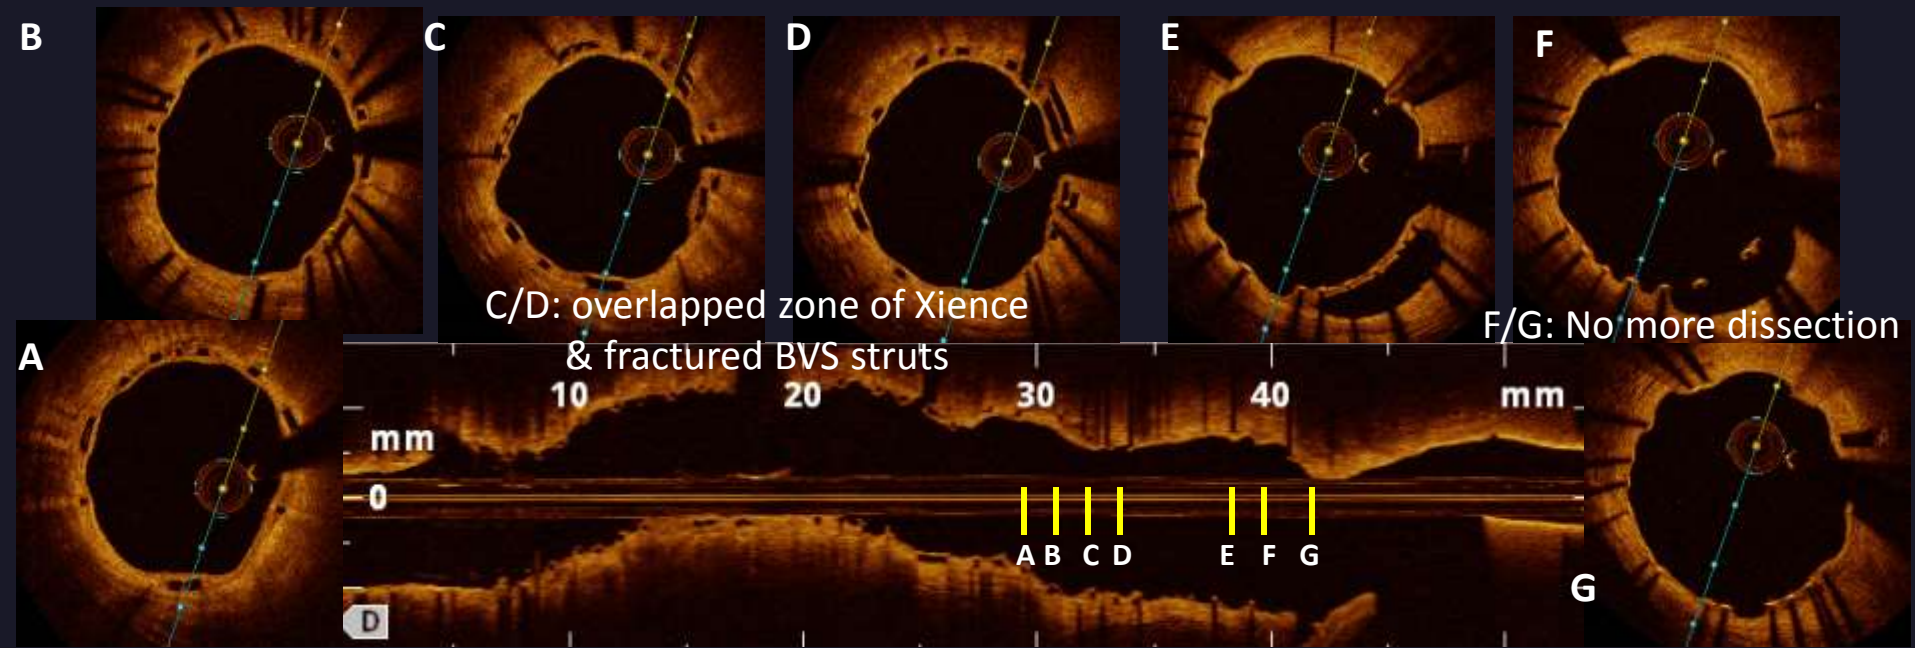 B
C
D
E
F
C/D: overlapped zone of Xience
& fractured BVS struts
F/G: No more dissection
A
10
20
30
40
mm
mm
0
A B C D E F G
D
G